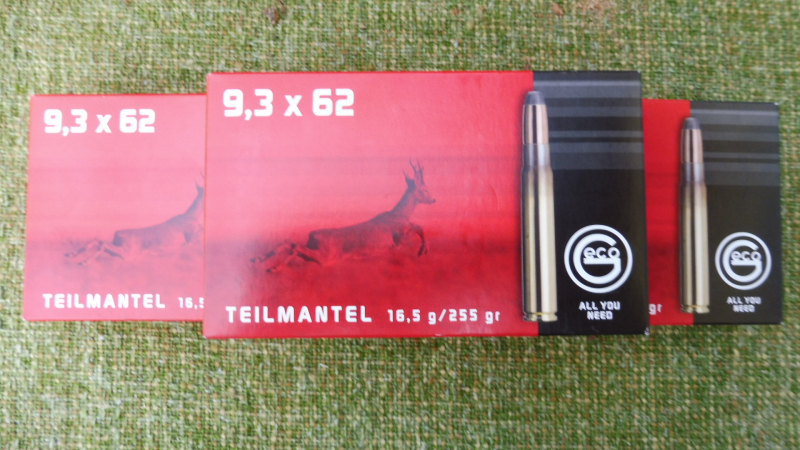 9,3 x 62
TEILMANTEL 16,5
9,3 x 62
TEILMANTEL 16,5 g/255 gr
Geco
ALL YOU
NEED
gr
Geco
ALL YOU
NEED